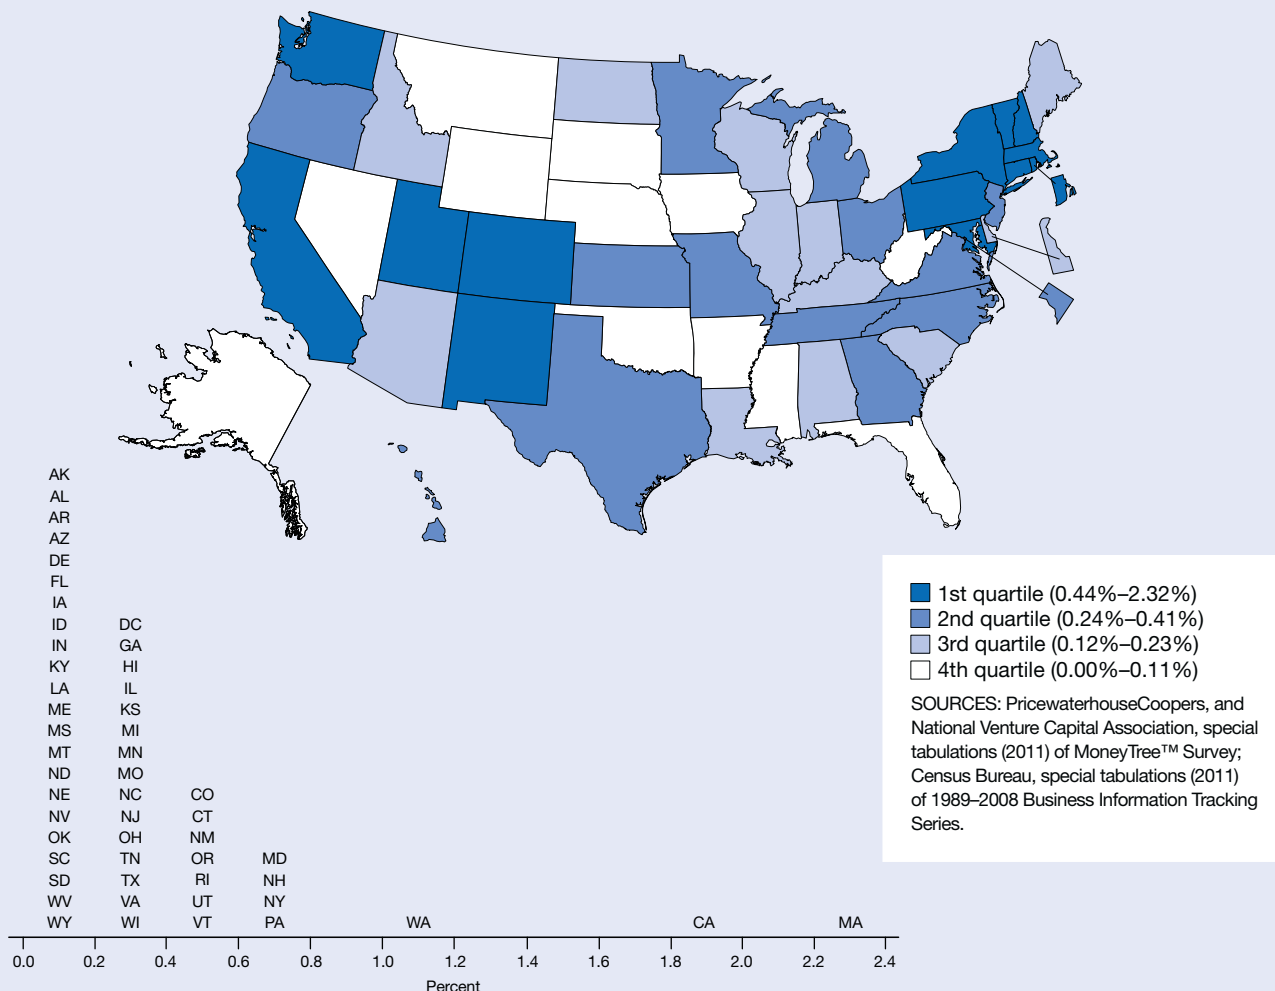 AK
AL
AR
AZ
DE
FL
IA
ID DC
IN GA
KY HI
LA IL
ME KS
MS MI
MT MN
ND MO
NE NC CO
NV NJ CT
OK OH NM
SC TN OR MD
SD TX RI NH
WV VA UT NY
WY WI VT PA WA CA MA
0.0 0.2 0.4 0.6 0.8 1.0 1.2 1.4 1.6 1.8 2.0 2.2 2.4
Percent
1st quartile (0.44%–2.32%)
2nd quartile (0.24%–0.41%)
3rd quartile (0.12%–0.23%)
4th quartile (0.00%–0.11%)
SOURCES: PricewaterhouseCoopers, and
National Venture Capital Association, special
tabulations (2011) of MoneyTree™ Survey;
Census Bureau, special tabulations (2011)
of 1989–2008 Business Information Tracking
Series.